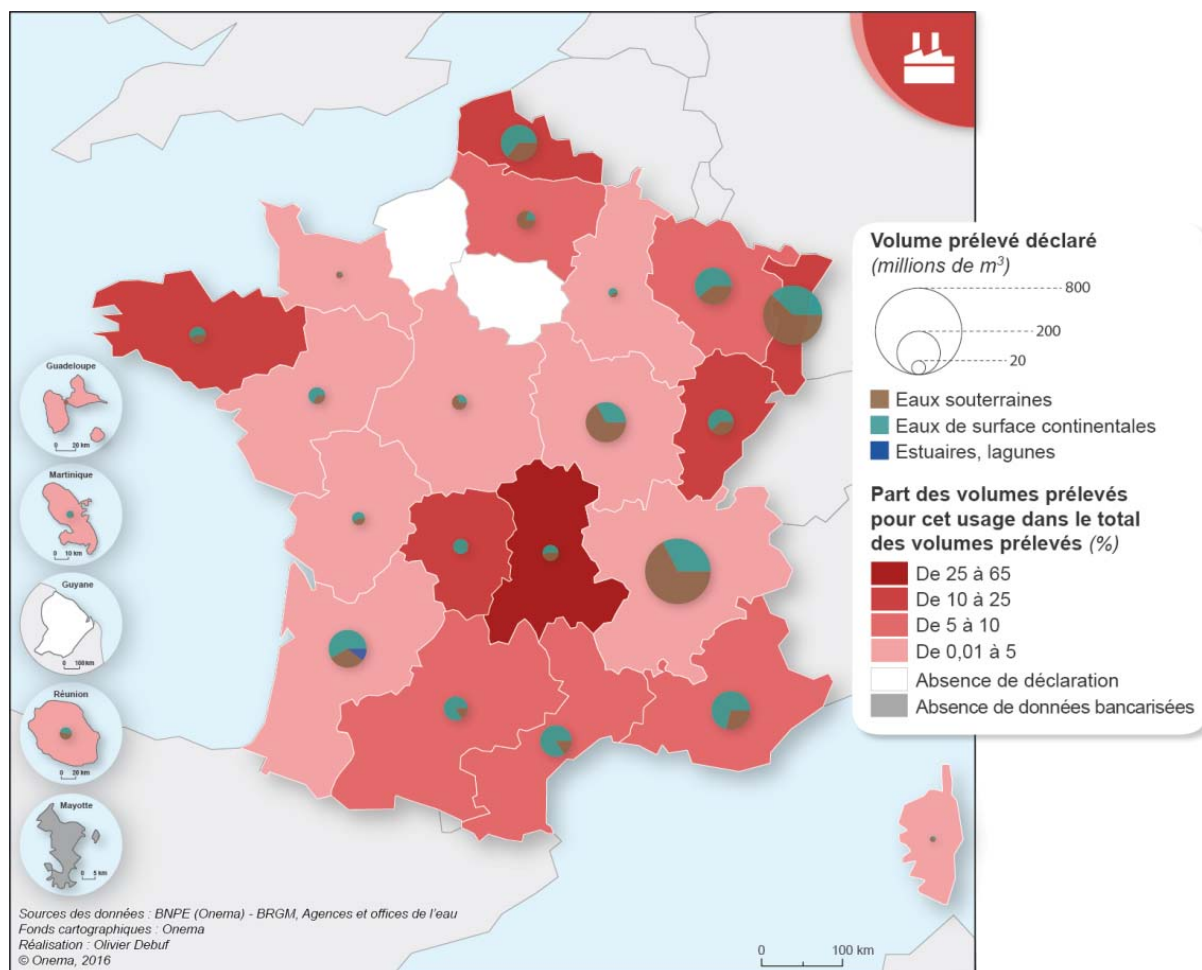 Volume prélevé déclaré
(millions de m³)
800
200
20
Eaux souterraines
Eaux de surface continentales
Estuaires, lagunes
Part des volumes prélevés
pour cet usage dans le total
des volumes prélevés (%)
De 25 à 65
De 10 à 25
De 5 à 10
De 0,01 à 5
Absence de déclaration
Absence de données bancarisées
Guadeloupe
0 20 km
Martinique
0 10 km
Guyane
0 100 km
Réunion
0 20 km
Mayotte
0 5 km
Sources des données : BNPE (Onema) - BRGM, Agences et offices de l'eau
Fonds cartographiques : Onema
Réalisation : Olivier Debuf
© Onema, 2016
0 100 km